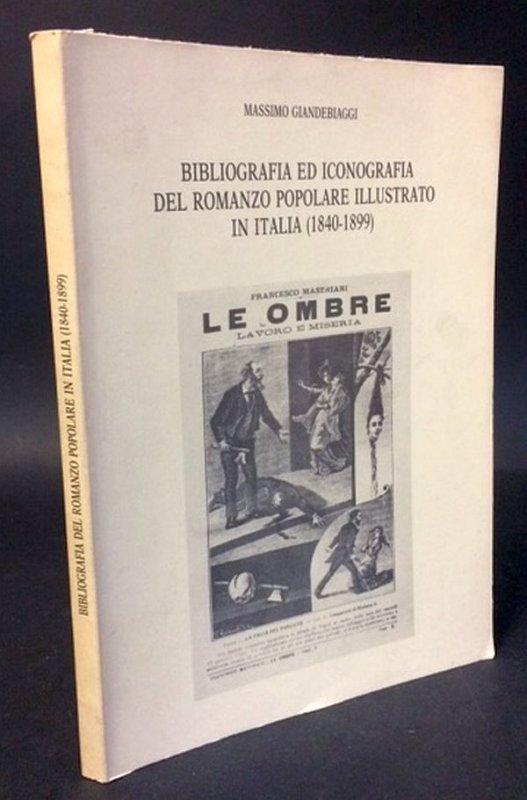 MASSIMO GIANDEBIAGGI
BIBLIOGRAFIA ED ICONOGRAFIA
DEL ROMANZO POPOLARE ILLUSTRATO
IN ITALIA (1840-1899)
FRANCESCO MASTRIANI
LE OMBRE
LAVORO E MISERIA
BIBLIOGRAFIA DEL ROMANZO POPOLARE IN ITALIA (1840-1899)